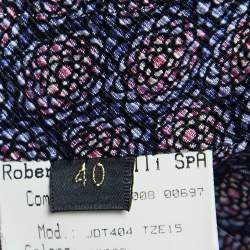 Rober lli SpA
40
Com 008 00697
Mod.: JDT404 TZE15